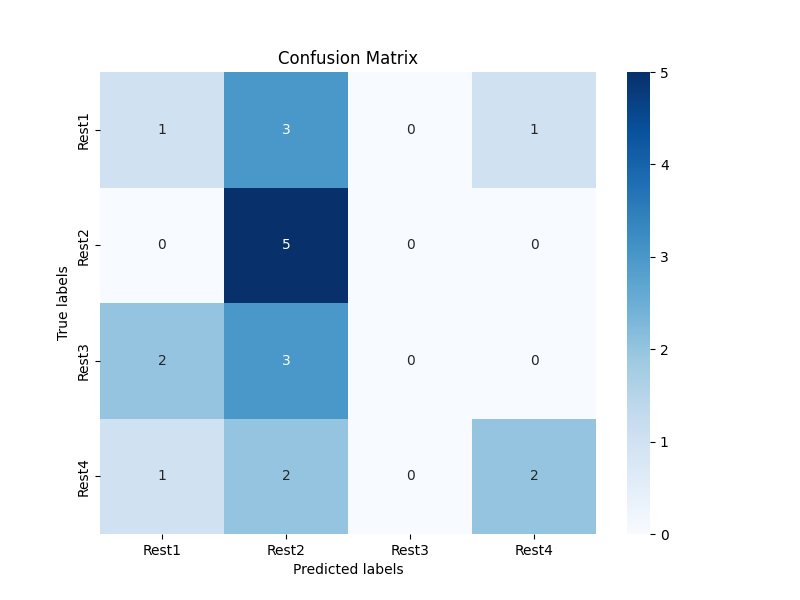 Confusion Matrix
True labels
Rest1 1 3 0 1
Rest2 0 5 0 0
Rest3 2 3 0 0
Rest4 1 2 0 2
Rest1 Rest2 Rest3 Rest4
Predicted labels
5
4
3
2
1
0